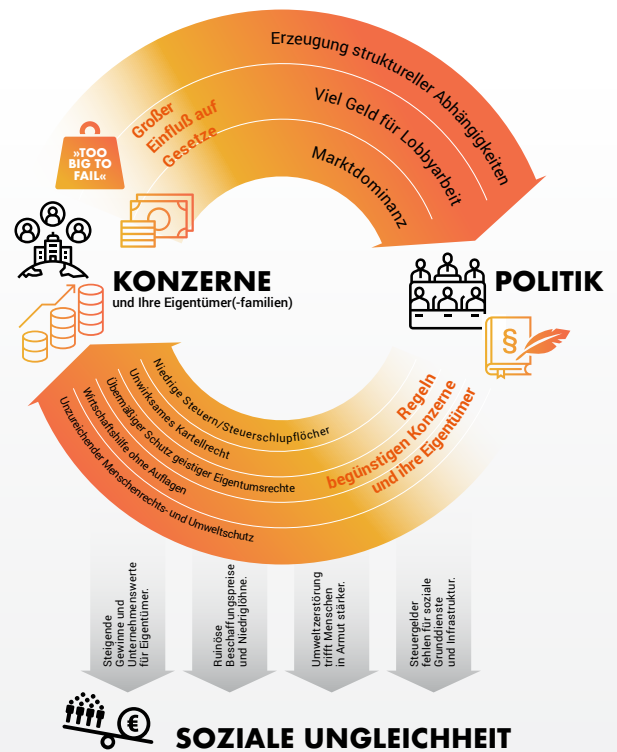 Erzeugung struktureller Abhängigkeiten
Viel Geld für Lobbyarbeit
Marktdominanz
Großer
Einfluß auf
Gesetze
»TOO
BIG TO
FAIL«
KONZERNE
und Ihre Eigentümer(-familien)
POLITIK
§
Regeln
begünstigen Konzerne
und ihre Eigentümer
Niedrige Steuern/Steuerschlupflöcher
Unwirksames Kartellrecht
Übermäßiger Schutz geistiger Eigentumsrechte
Wirtschaftshilfe ohne Auflagen
Unzureichender Menschenrechts- und Umweltschutz
Steigende
Gewinne und
Unternehmenswerte
für Eigentümer.
Ruinöse
Beschaffungspreise
und Niedriglöhne.
Umweltzerstörung
trifft Menschen
in Armut stärker.
Steuergelder
fehlen für soziale
Grunddienste
und Infrastruktur.
€
SOZIALE UNGLEICHHEIT